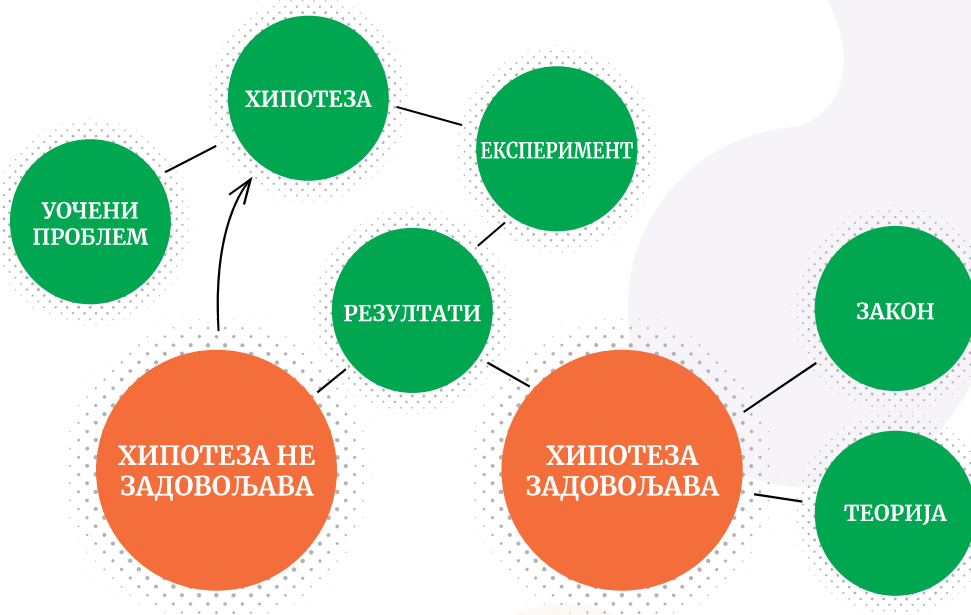 ХИПОТЕЗА
ЕКСПЕРИМЕНТ
УОЧЕНИ
ПРОБЛЕМ
РЕЗУЛТАТИ
ЗАКОН
ХИПОТЕЗА НЕ
ЗАДОВОЉАВА
ХИПОТЕЗА
ЗАДОВОЉАВА
ТЕОРИЈА